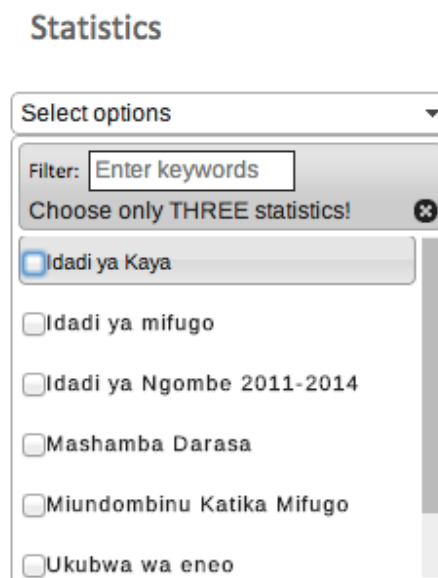 Statistics
Select options
Filter: Enter keywords
Choose only THREE statistics!
Idadi ya Kaya
Idadi ya mifugo
Idadi ya Ngombe 2011-2014
Mashamba Darasa
Miundombinu Katika Mifugo
Ukubwa wa eneo